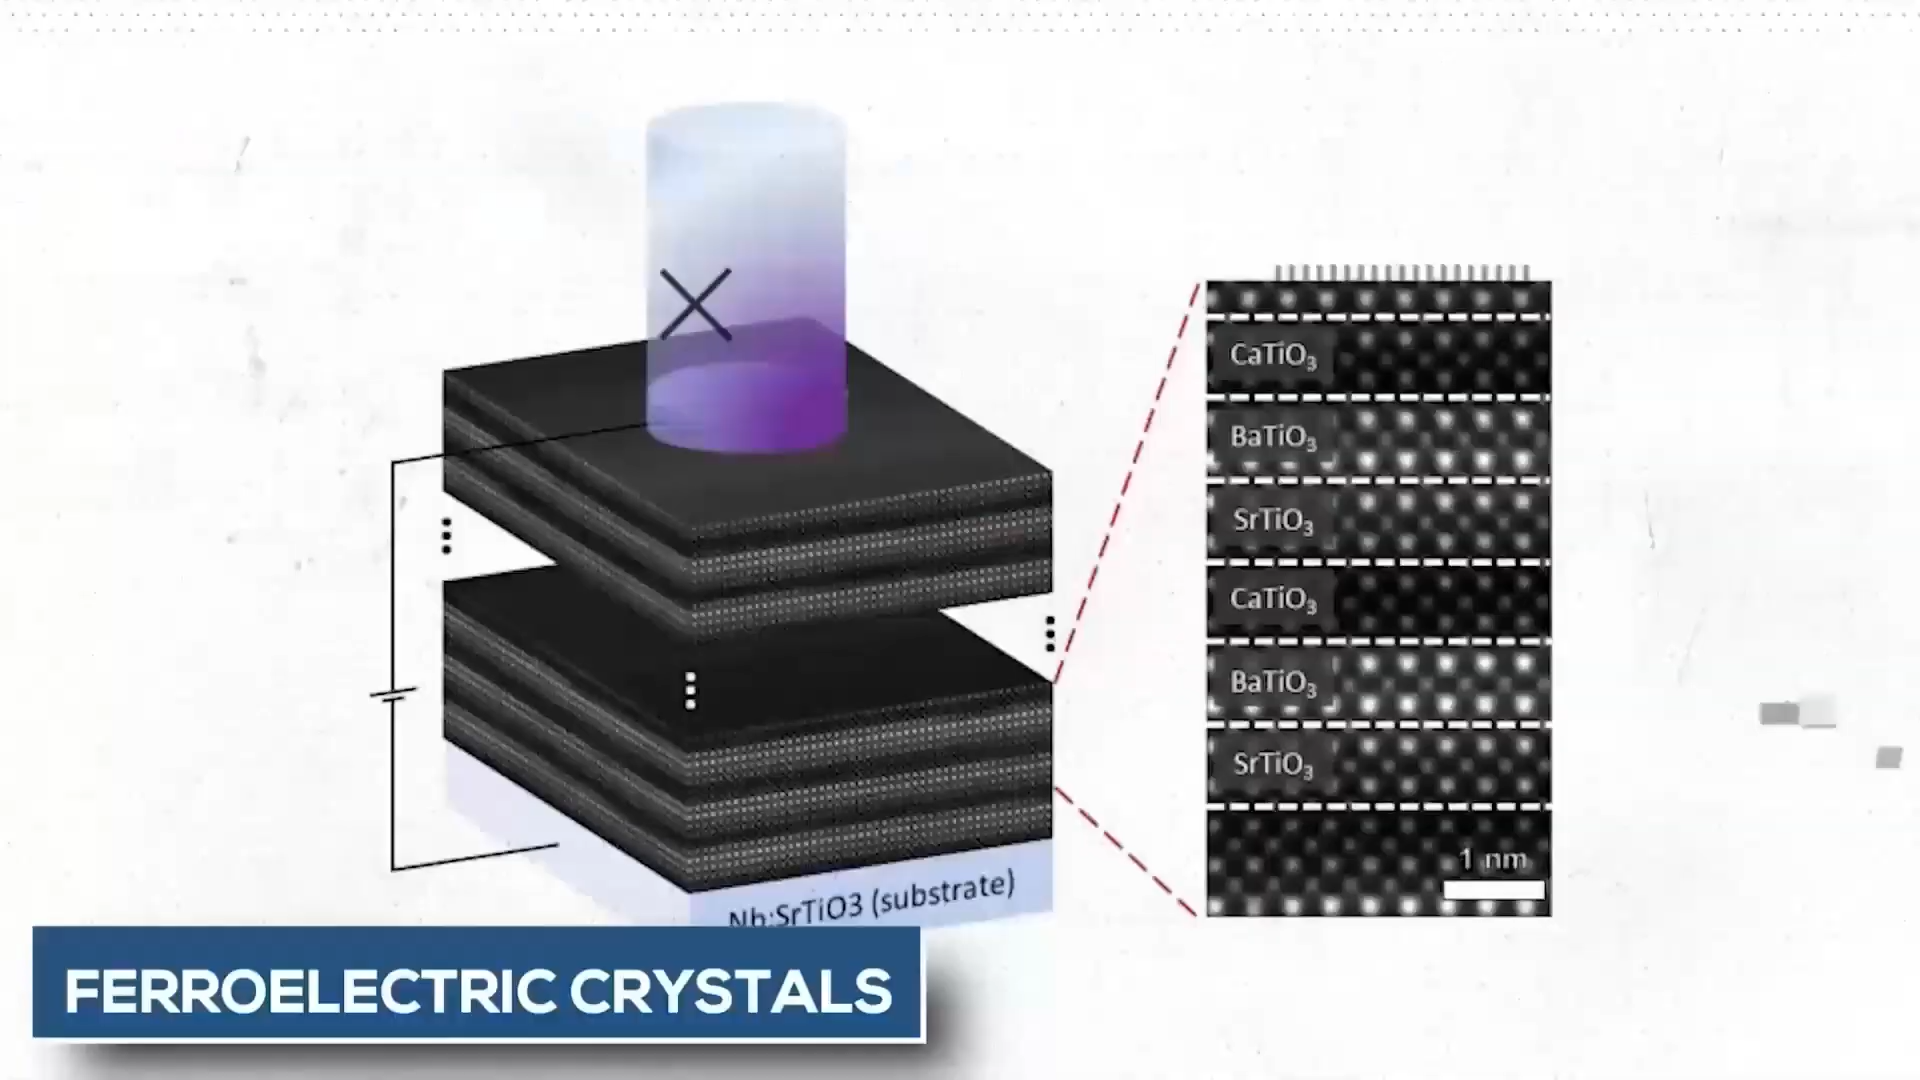 CaTiO₃
BaTiO₃
SrTiO₃
CaTiO₃
BaTiO₃
SrTiO₃
1 nm
Nb:SrTiO3 (substrate)
FERROELECTRIC CRYSTALS